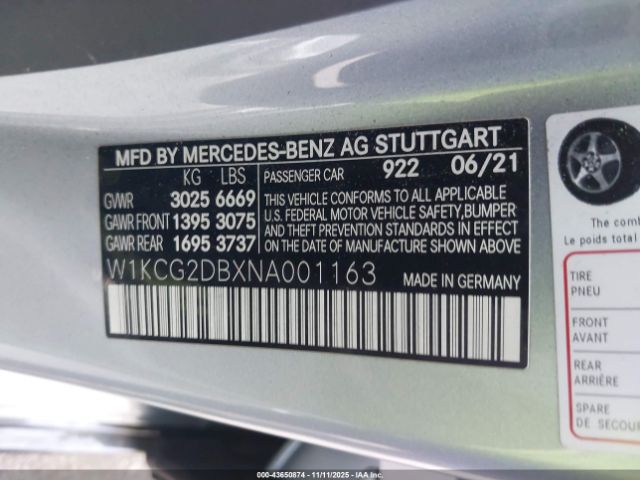 MFD BY MERCEDES-BENZ AG STUTTGART
KG LBS
GVWR 3025 6669
GAWR FRONT 1395 3075
GAWR REAR 1695 3737
PASSENGER CAR 922 06/21
THIS VEHICLE CONFORMS TO ALL APPLICABLE
U.S. FEDERAL MOTOR VEHICLE SAFETY, BUMPER
AND THEFT PREVENTION STANDARDS IN EFFECT
ON THE DATE OF MANUFACTURE SHOWN ABOVE.
W1KCG2DBXNA001163
MADE IN GERMANY
The comb
Le poids total
TIRE
PNEU
FRONT
AVANT
REAR
ARRIÈRE
SPARE
DE SECOUR
000-43650874 - 11/11/2025 - IAA Inc.